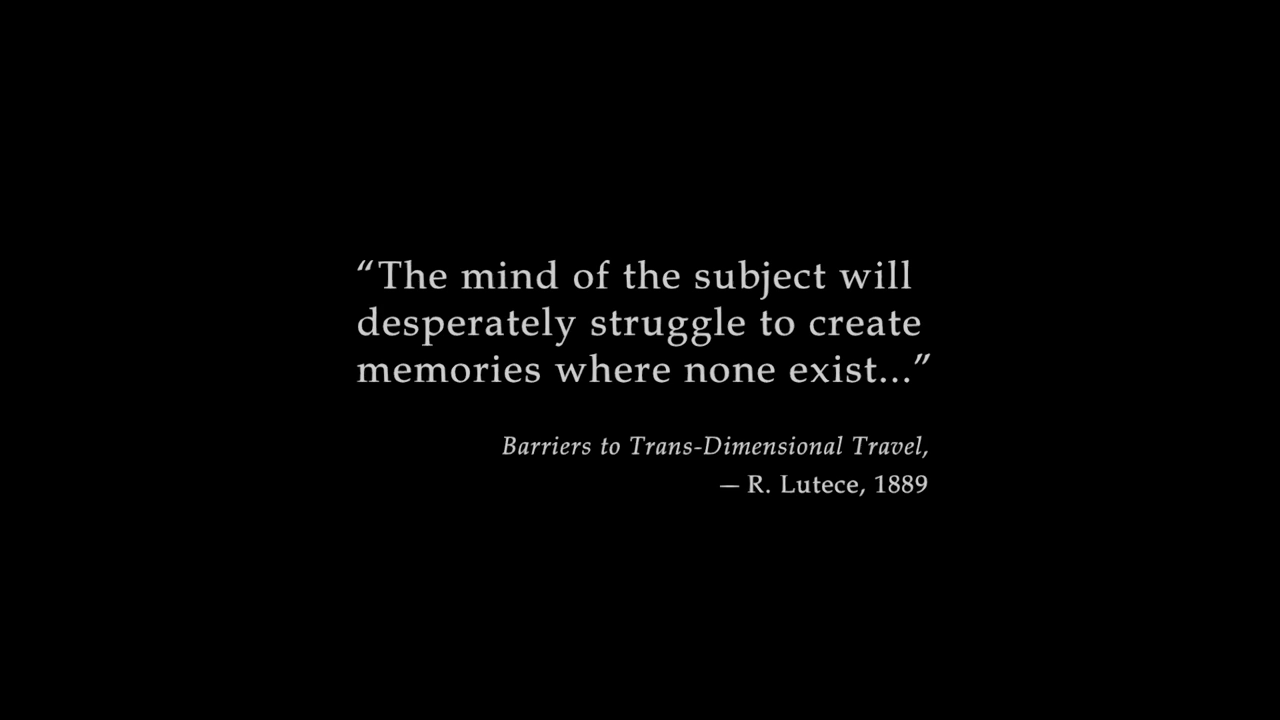 “The mind of the subject will
desperately struggle to create
memories where none exist...”
Barriers to Trans-Dimensional Travel,
— R. Lutece, 1889